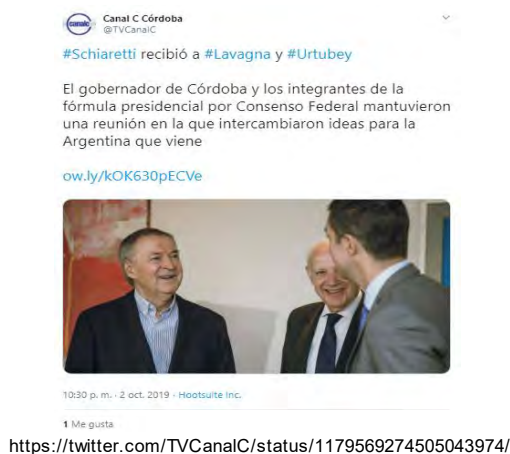 canalc
Canal C Córdoba
@TVCanalC
#Schiaretti recibió a #Lavagna y #Urtubey
El gobernador de Córdoba y los integrantes de la
fórmula presidencial por Consenso Federal mantuvieron
una reunión en la que intercambiaron ideas para la
Argentina que viene
ow.ly/kOK630pECVe
10:30 p. m. · 2 oct. 2019 · Hootsuite Inc.
1 Me gusta
https://twitter.com/TVCanalC/status/1179569274505043974/